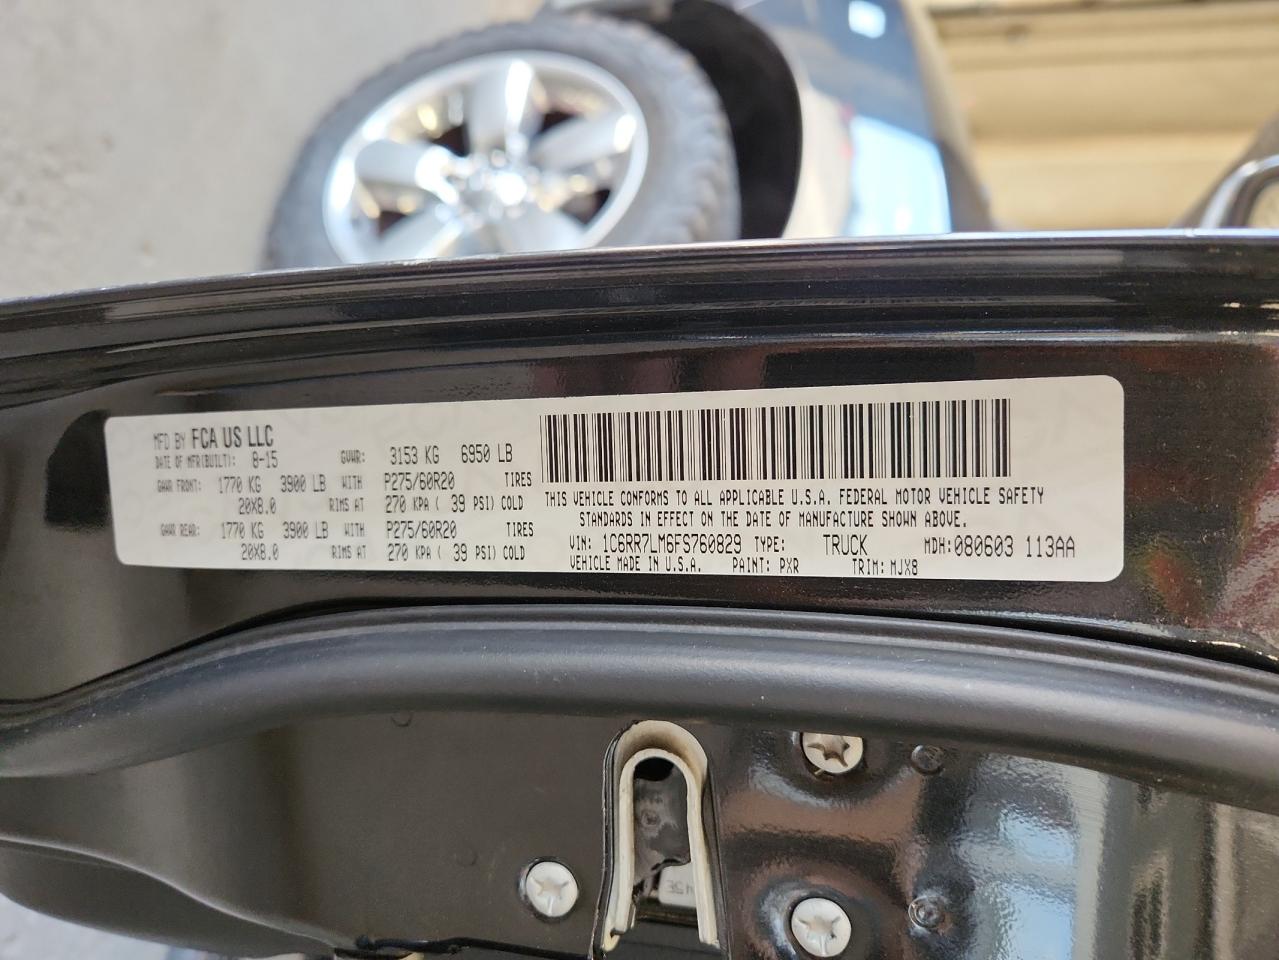 MFD BY FCA US LLC
DATE OF MFR(BUILT): 8-15 GVWR: 3153 KG 6950 LB
GAWR FRONT: 1770 KG 3900 LB WITH P275/60R20 TIRES
20X8.0 RIMS AT 270 KPA ( 39 PSI) COLD
GAWR REAR: 1770 KG 3900 LB WITH P275/60R20 TIRES
20X8.0 RIMS AT 270 KPA ( 39 PSI) COLD
THIS VEHICLE CONFORMS TO ALL APPLICABLE U.S.A. FEDERAL MOTOR VEHICLE SAFETY
STANDARDS IN EFFECT ON THE DATE OF MANUFACTURE SHOWN ABOVE.
VIN: 1C6RR7LM6FS760829 TYPE: TRUCK MDH: 080603 113AA
VEHICLE MADE IN U.S.A. PAINT: PXR TRIM: MJX8